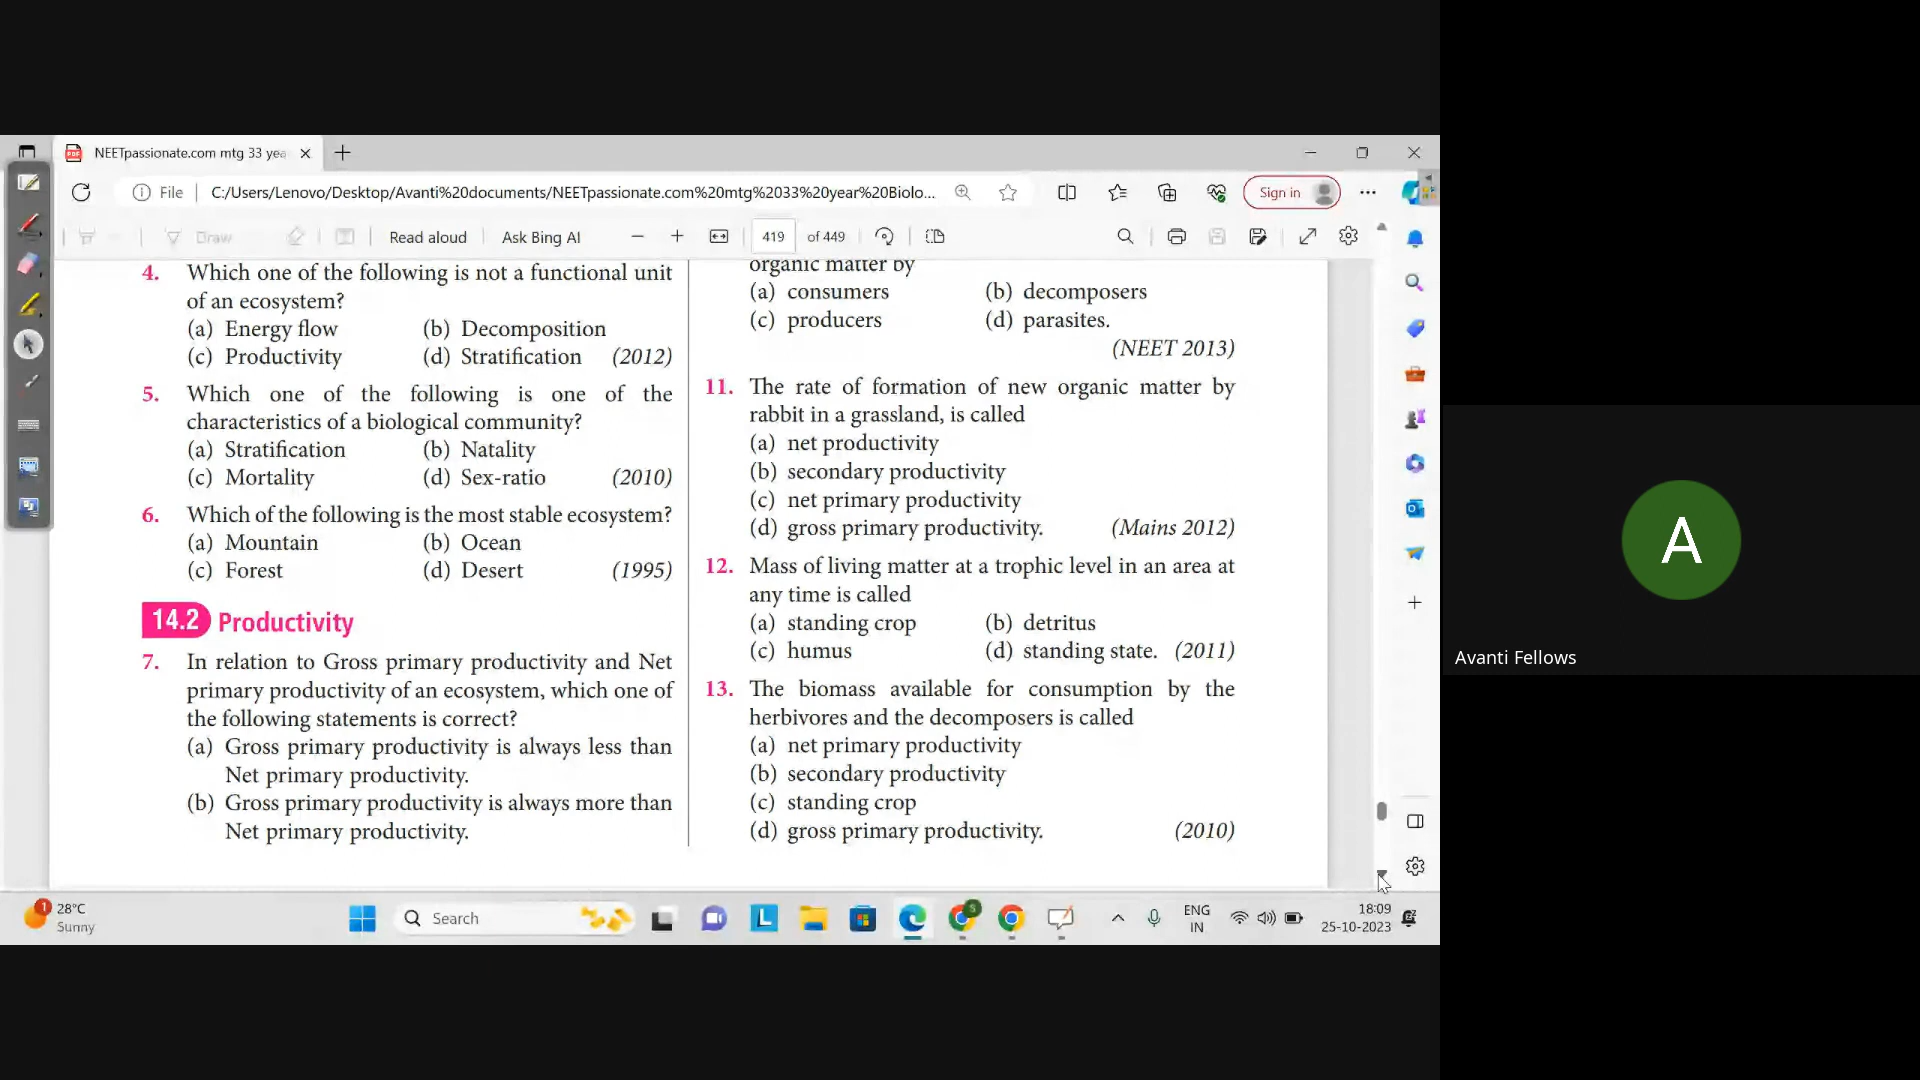 NEETpassionate.com mtg 33 yea
File
C:/Users/Lenovo/Desktop/Avanti%20documents/NEETpassionate.com%20mtg%2033%20year%20Biolo...
Sign in
Draw
Read aloud
Ask Bing AI
419 of 449
4. Which one of the following is not a functional unit
of an ecosystem?
(a) Energy flow (b) Decomposition
(c) Productivity (d) Stratification (2012)
5. Which one of the following is one of the
characteristics of a biological community?
(a) Stratification (b) Natality
(c) Mortality (d) Sex-ratio (2010)
6. Which of the following is the most stable ecosystem?
(a) Mountain (b) Ocean
(c) Forest (d) Desert (1995)
14.2 Productivity
7. In relation to Gross primary productivity and Net
primary productivity of an ecosystem, which one of
the following statements is correct?
(a) Gross primary productivity is always less than
Net primary productivity.
(b) Gross primary productivity is always more than
Net primary productivity.
organic matter by
(a) consumers (b) decomposers
(c) producers (d) parasites.
(NEET 2013)
11. The rate of formation of new organic matter by
rabbit in a grassland, is called
(a) net productivity
(b) secondary productivity
(c) net primary productivity
(d) gross primary productivity. (Mains 2012)
12. Mass of living matter at a trophic level in an area at
any time is called
(a) standing crop (b) detritus
(c) humus (d) standing state. (2011)
13. The biomass available for consumption by the
herbivores and the decomposers is called
(a) net primary productivity
(b) secondary productivity
(c) standing crop
(d) gross primary productivity. (2010)
A
Avanti Fellows
1
28°C
Sunny
Search
L
S
ENG
IN
18:09
25-10-2023